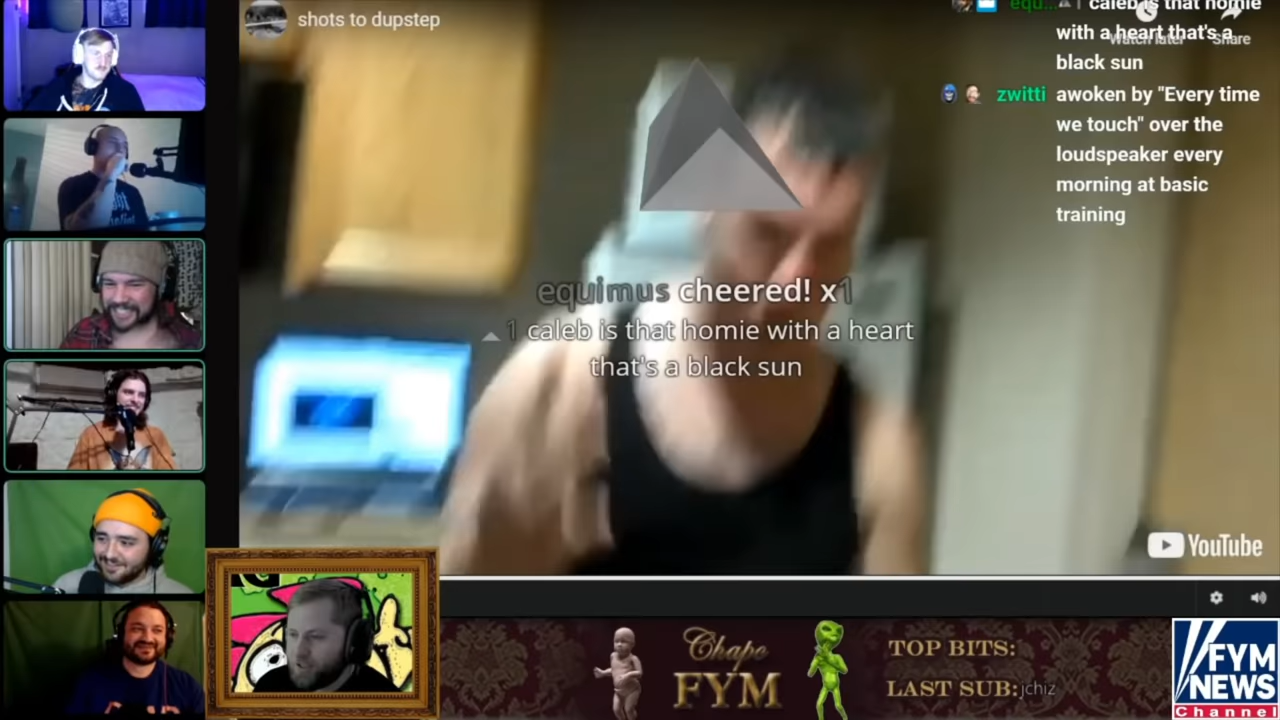 shots to dupstep
equ... 1 caleb is that homie
with a heart that's a
black sun
Watch later
Share
zwitti awoken by "Every time
we touch" over the
loudspeaker every
morning at basic
training
equimus cheered! x1
1 caleb is that homie with a heart
that's a black sun
YouTube
Chapo
FYM
TOP BITS:
LAST SUB: jchiz
FYM
NEWS
Channel